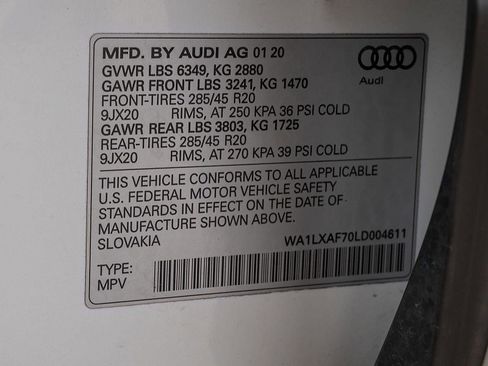 MFD. BY AUDI AG 01 20
GVWR LBS 6349, KG 2880
GAWR FRONT LBS 3241, KG 1470
FRONT-TIRES 285/45 R20
9JX20 RIMS, AT 250 KPA 36 PSI COLD
GAWR REAR LBS 3803, KG 1725
REAR-TIRES 285/45 R20
9JX20 RIMS, AT 270 KPA 39 PSI COLD
Audi
THIS VEHICLE CONFORMS TO ALL APPLICABLE
U.S. FEDERAL MOTOR VEHICLE SAFETY
STANDARDS IN EFFECT ON THE DATE OF
MANUFACTURE SHOWN ABOVE.
SLOVAKIA WA1LXAF70LD004611
TYPE:
MPV